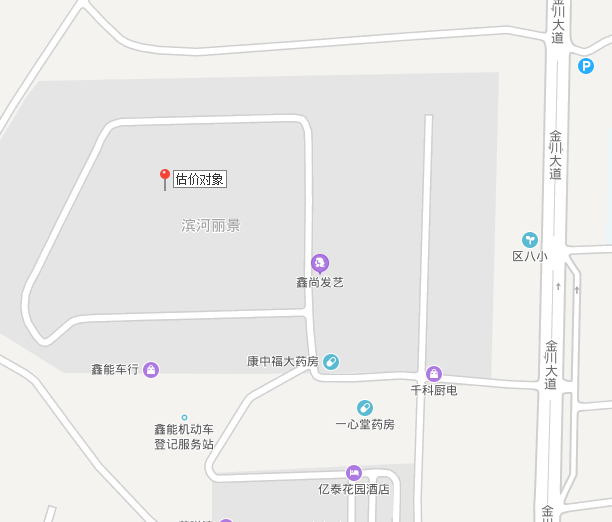 金川大道
P
金川大道
估价对象
滨河丽景
区八小
鑫尚发艺
金川大道
康中福大药房
鑫能车行
千科厨电
一心堂药房
鑫能机动车
登记服务站
亿泰花园酒店
金